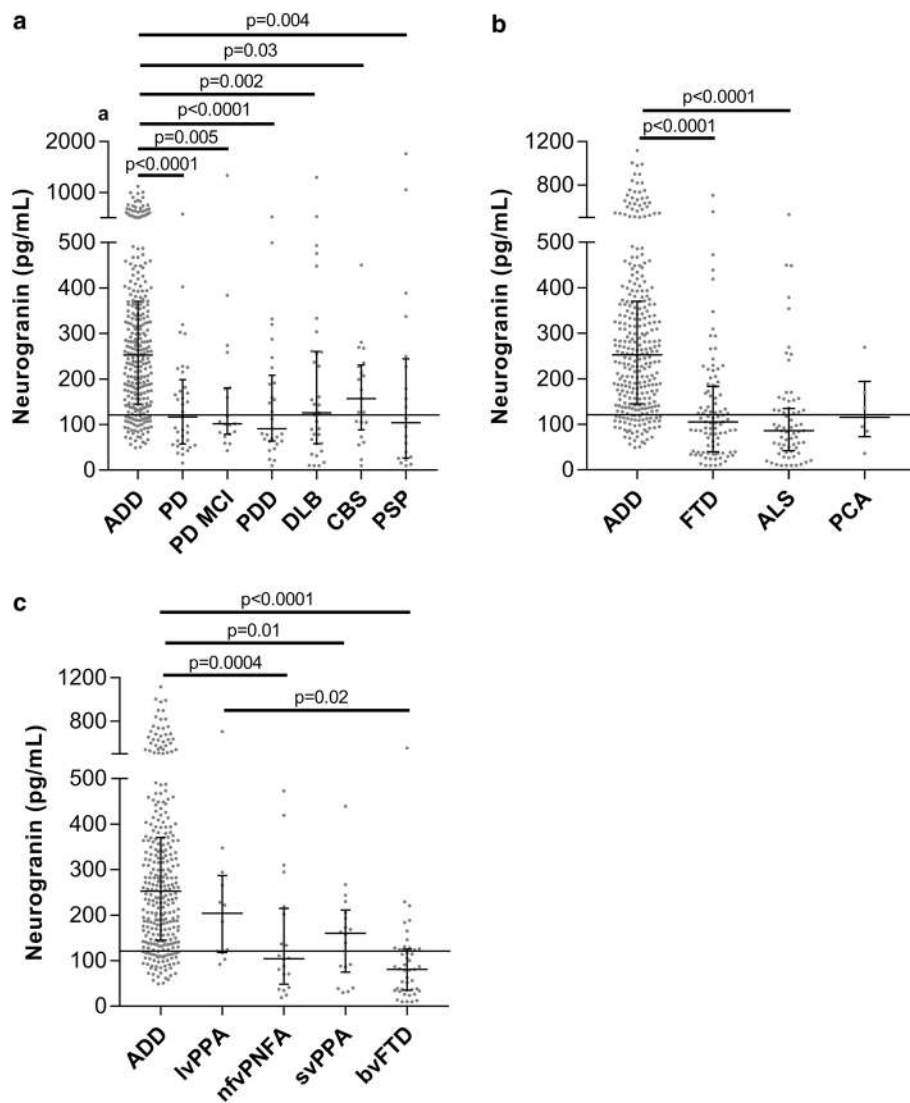 a
p=0.004
p=0.03
p=0.002
p<0.0001
a
p=0.005
p<0.0001
Neurogranin (pg/mL)
2000
1000
500
400
300
200
100
0
ADD PD PD MCI PDD DLB CBS PSP
b
p<0.0001
p<0.0001
Neurogranin (pg/mL)
1200
800
500
400
300
200
100
0
ADD FTD ALS PCA
c
p<0.0001
p=0.01
p=0.0004
p=0.02
Neurogranin (pg/mL)
1200
800
500
400
300
200
100
0
ADD lvPPA nfvPNFA svPPA bvFTD